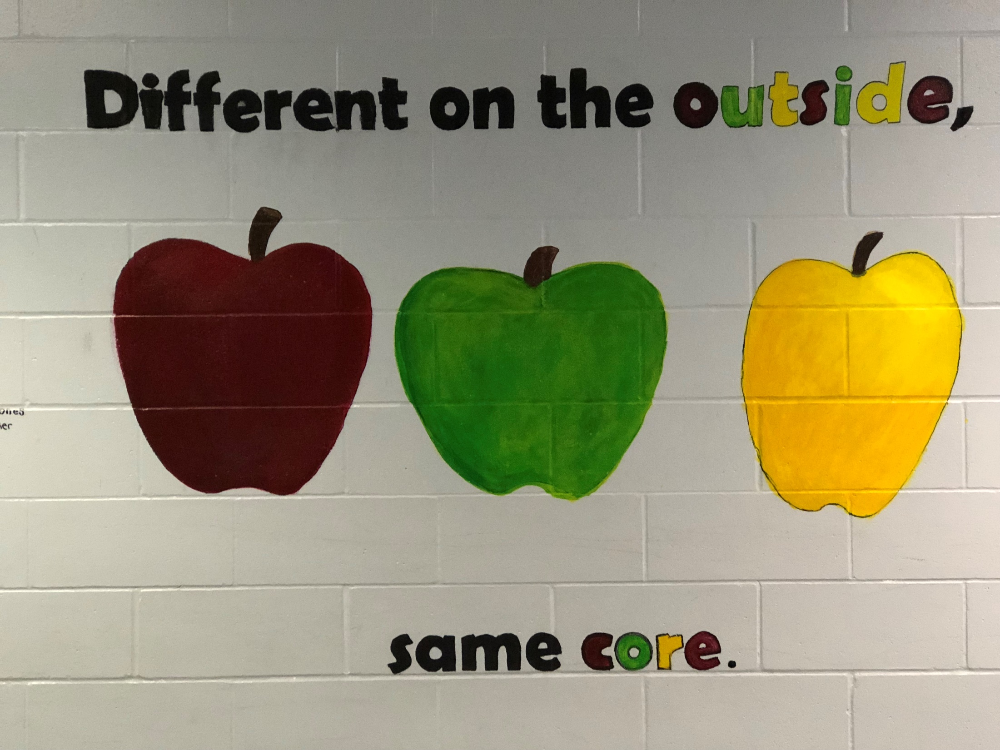 Different on the outside,
same core.